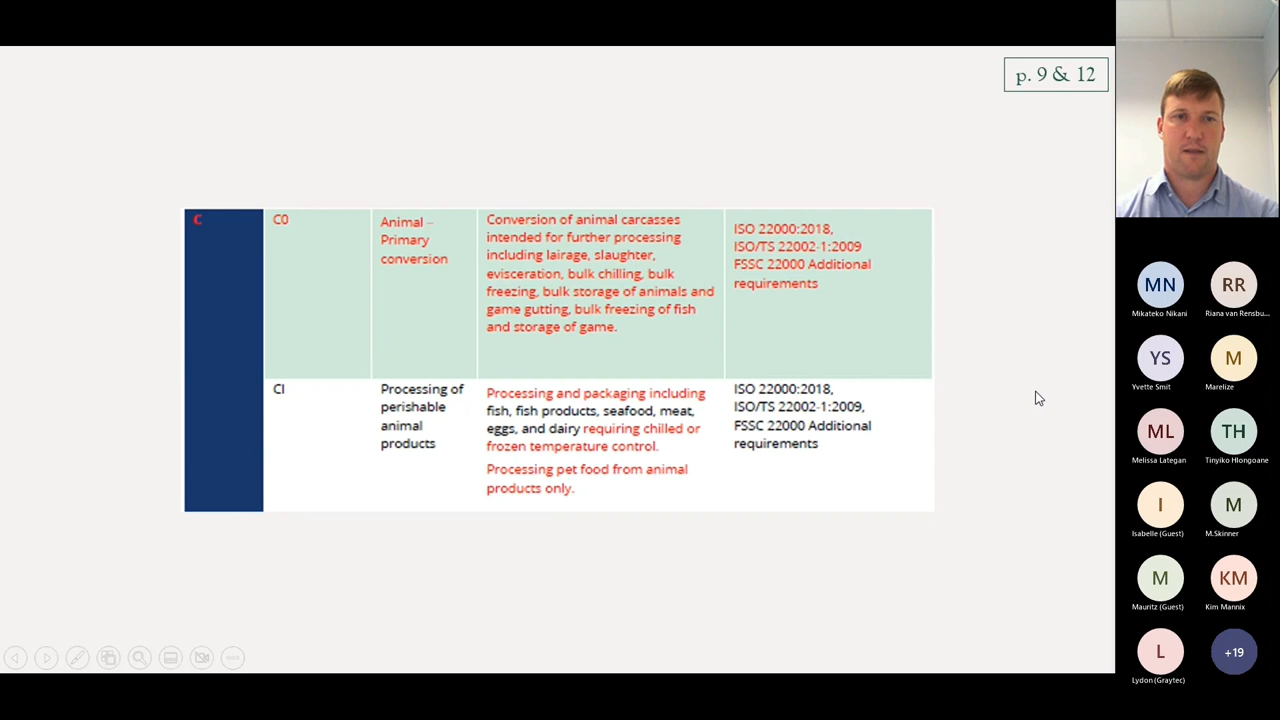 p. 9 & 12
C
C0
Animal –
Primary
conversion
Conversion of animal carcasses
intended for further processing
including lairage, slaughter,
evisceration, bulk chilling, bulk
freezing, bulk storage of animals and
game gutting, bulk freezing of fish
and storage of game.
ISO 22000:2018,
ISO/TS 22002-1:2009
FSSC 22000 Additional
requirements
CI
Processing of
perishable
animal
products
Processing and packaging including
fish, fish products, seafood, meat,
eggs, and dairy requiring chilled or
frozen temperature control.
Processing pet food from animal
products only.
ISO 22000:2018,
ISO/TS 22002-1:2009,
FSSC 22000 Additional
requirements
MN
Mikateko Nikani
RR
Riana van Rensbu...
YS
Yvette Smit
M
Marelize
ML
Melissa Lategan
TH
Tinyiko Hlongoane
I
Isabelle (Guest)
M
M.Skinner
M
Mauritz (Guest)
KM
Kim Mannix
L
Lydon (Graytec)
+19